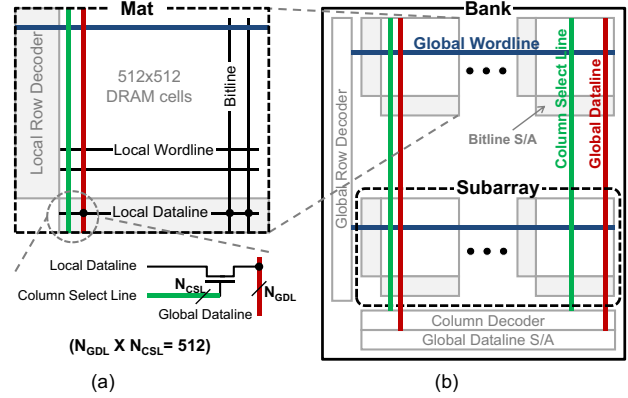 Mat
Local Row Decoder
512x512
DRAM cells
Bitline
Local Wordline
Local Dataline
Local Dataline
Column Select Line
N_CSL
N_GDL
Global Dataline
(N_GDL X N_CSL= 512)
(a)
Bank
Global Row Decoder
Global Wordline
Bitline S/A
Column Select Line
Global Dataline
Subarray
Column Decoder
Global Dataline S/A
(b)